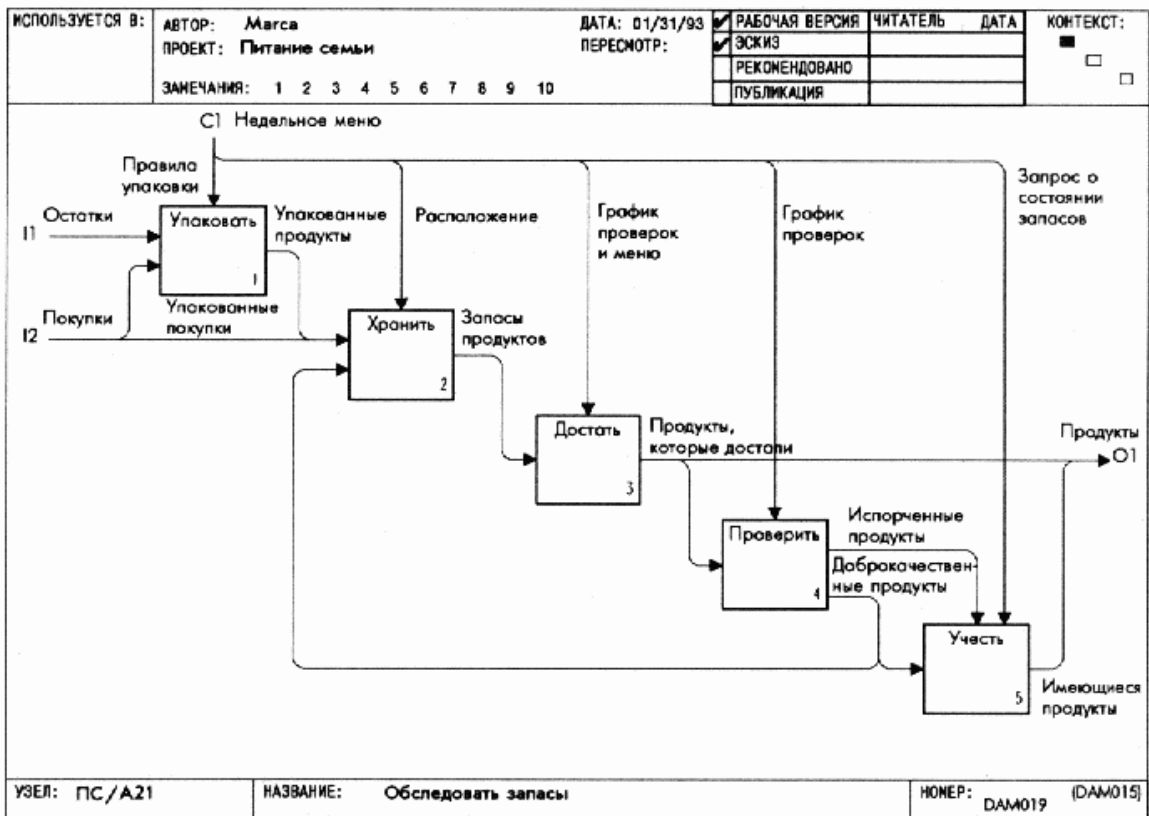 ИСПОЛЬЗУЕТСЯ В:
АВТОР: Marca
ДАТА: 01/31/93
ПРОЕКТ: Питание семьи
ПЕРЕСМОТР:
ЗАМЕЧАНИЯ: 1 2 3 4 5 6 7 8 9 10
РАБОЧАЯ ВЕРСИЯ
ЧИТАТЕЛЬ ДАТА
КОНТЕКСТ:
ЭСКИЗ
РЕКОМЕНДОВАНО
ПУБЛИКАЦИЯ
C1 Недельное меню
Правила
упаковки
Запрос о
состоянии
запасов
I1 Остатки
Упаковать
1
Упакованные
продукты
Расположение
График
проверок
и меню
График
проверок
I2 Покупки
Упакованные
покупки
Хранить
2
Запасы
продуктов
Достать
3
Продукты,
которые достали
Продукты
O1
Проверить
4
Испорченные
продукты
Доброкачествен-
ные продукты
Учесть
5
Имеющиеся
продукты
УЗЕЛ: ПС/A21
НАЗВАНИЕ: Обследовать запасы
НОМЕР: DAM019 (DAM015)